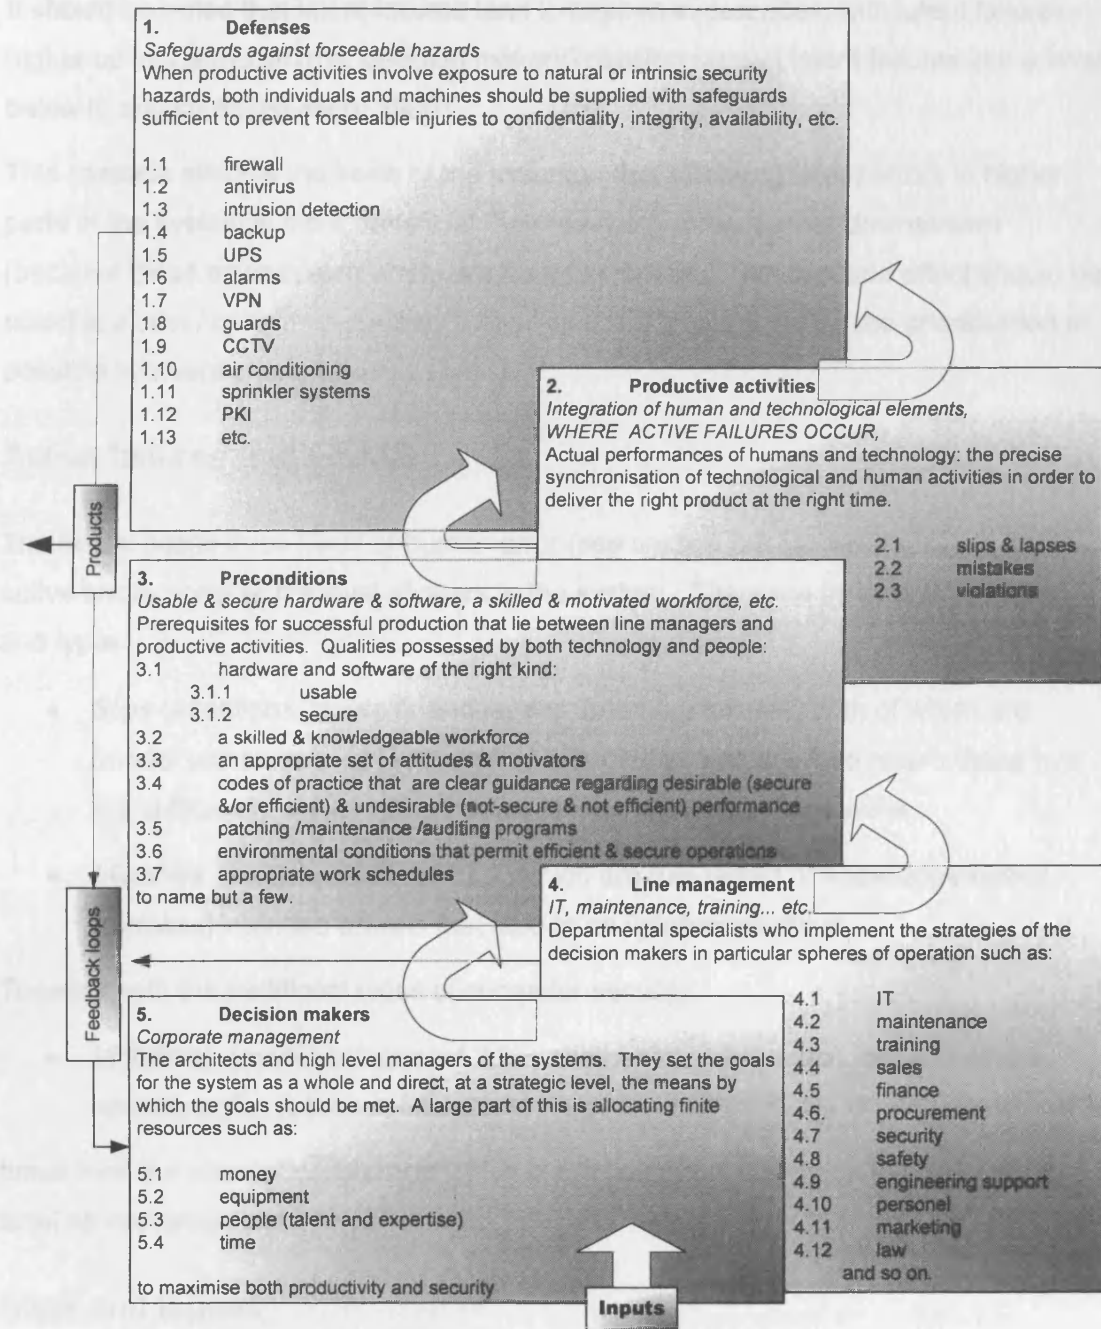 1. Defenses
Safeguards against forseeable hazards
When productive activities involve exposure to natural or intrinsic security
hazards, both individuals and machines should be supplied with safeguards
sufficient to prevent forseealble injuries to confidentiality, integrity, availability, etc.
1.1 firewall
1.2 antivirus
1.3 intrusion detection
1.4 backup
1.5 UPS
1.6 alarms
1.7 VPN
1.8 guards
1.9 CCTV
1.10 air conditioning
1.11 sprinkler systems
1.12 PKI
1.13 etc.
Products
2. Productive activities
Integration of human and technological elements,
WHERE ACTIVE FAILURES OCCUR,
Actual performances of humans and technology: the precise
synchronisation of technological and human activities in order to
deliver the right product at the right time.
2.1 slips & lapses
2.2 mistakes
2.3 violations
3. Preconditions
Usable & secure hardware & software, a skilled & motivated workforce, etc.
Prerequisites for successful production that lie between line managers and
productive activities. Qualities possessed by both technology and people:
3.1 hardware and software of the right kind:
3.1.1 usable
3.1.2 secure
3.2 a skilled & knowledgeable workforce
3.3 an appropriate set of attitudes & motivators
3.4 codes of practice that are clear guidance regarding desirable (secure
&/or efficient) & undesirable (not-secure & not efficient) performance
3.5 patching /maintenance /auditing programs
3.6 environmental conditions that permit efficient & secure operations
3.7 appropriate work schedules
to name but a few.
Feedback loops
4. Line management
IT, maintenance, training... etc.
Departmental specialists who implement the strategies of the
decision makers in particular spheres of operation such as:
4.1 IT
4.2 maintenance
4.3 training
4.4 sales
4.5 finance
4.6. procurement
4.7 security
4.8 safety
4.9 engineering support
4.10 personel
4.11 marketing
4.12 law
and so on.
5. Decision makers
Corporate management
The architects and high level managers of the systems. They set the goals
for the system as a whole and direct, at a strategic level, the means by
which the goals should be met. A large part of this is allocating finite
resources such as:
5.1 money
5.2 equipment
5.3 people (talent and expertise)
5.4 time
to maximise both productivity and security
Inputs